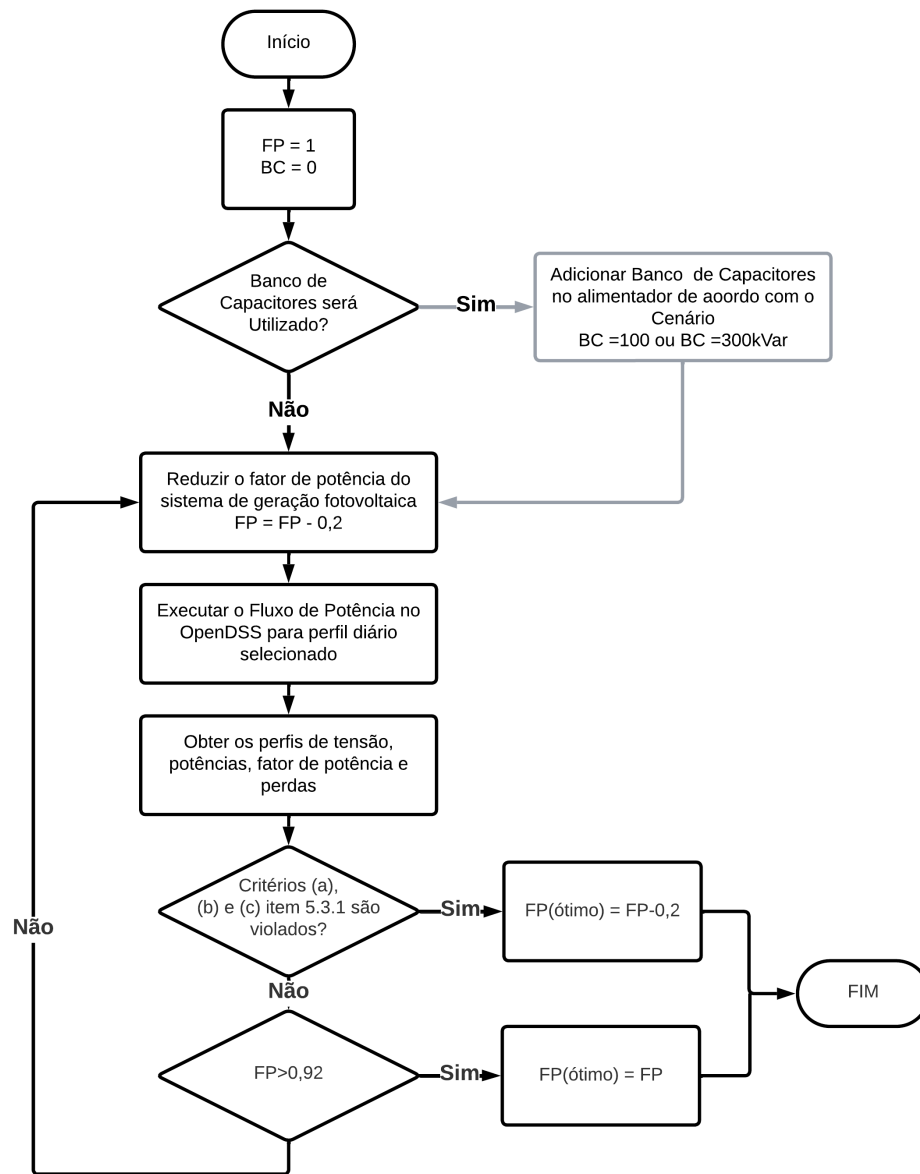 Início
FP = 1
BC = 0
Banco de
Capacitores será
Utilizado?
Sim
Adicionar Banco  de Capacitores
no alimentador de aoordo com o
Cenário
BC =100 ou BC =300kVar
Não
Reduzir o fator de potência do
sistema de geração fotovoltaica
FP = FP - 0,2
Executar o Fluxo de Potência no
OpenDSS para perfil diário
selecionado
Obter os perfis de tensão,
potências, fator de potência e
perdas
Critérios (a),
(b) e (c) item 5.3.1 são
violados?
Sim
FP(ótimo) = FP-0,2
Não
Não
FIM
FP>0,92
Sim
FP(ótimo) = FP